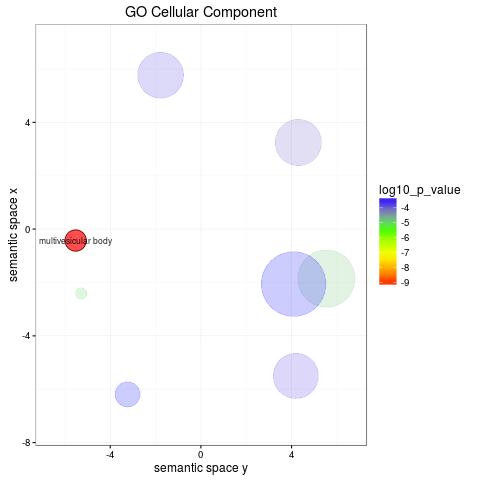 GO Cellular Component
semantic space x
4
0
-4
-8
multivesicular body
-4
0
4
semantic space y
log10_p_value
-4
-5
-6
-7
-8
-9